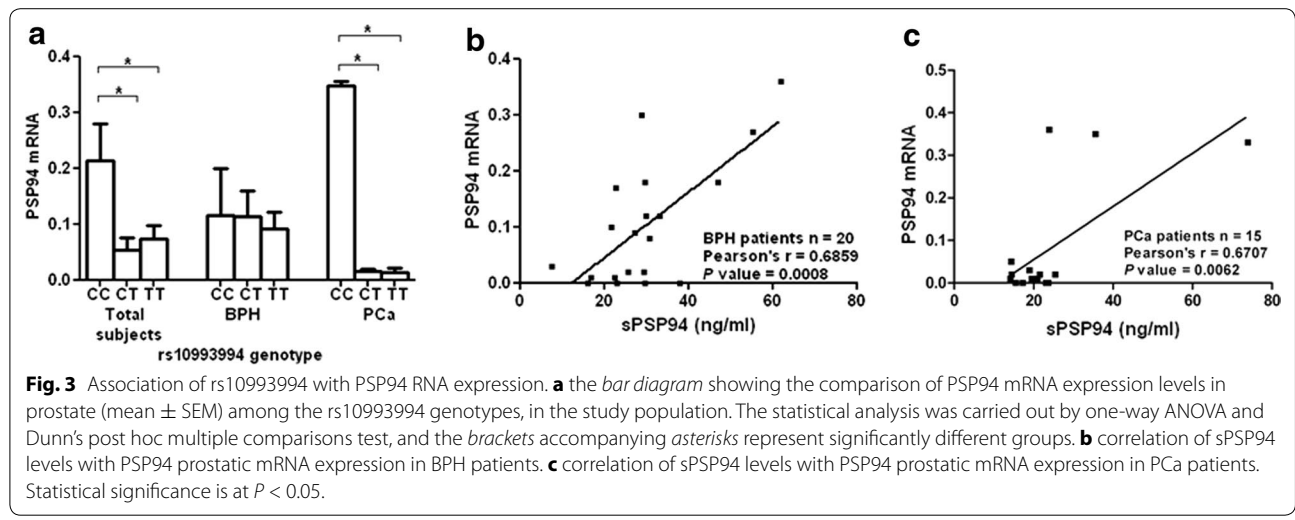 a
PSP94 mRNA
0.4
0.3
0.2
0.1
0.0
*
*
*
*
CC CT TT
CC CT TT
CC CT TT
Total subjects
BPH
PCa
rs10993994 genotype
b
PSP94 mRNA
0.4
0.3
0.2
0.1
0.0
BPH patients n = 20
Pearson's r = 0.6859
P value = 0.0008
0 20 40 60 80
sPSP94 (ng/ml)
c
PSP94 mRNA
0.5
0.4
0.3
0.2
0.1
0.0
PCa patients n = 15
Pearson's r = 0.6707
P value = 0.0062
0 20 40 60 80
sPSP94 (ng/ml)
Fig. 3 Association of rs10993994 with PSP94 RNA expression. a the bar diagram showing the comparison of PSP94 mRNA expression levels in
prostate (mean ± SEM) among the rs10993994 genotypes, in the study population. The statistical analysis was carried out by one-way ANOVA and
Dunn's post hoc multiple comparisons test, and the brackets accompanying asterisks represent significantly different groups. b correlation of sPSP94
levels with PSP94 prostatic mRNA expression in BPH patients. c correlation of sPSP94 levels with PSP94 prostatic mRNA expression in PCa patients.
Statistical significance is at P < 0.05.